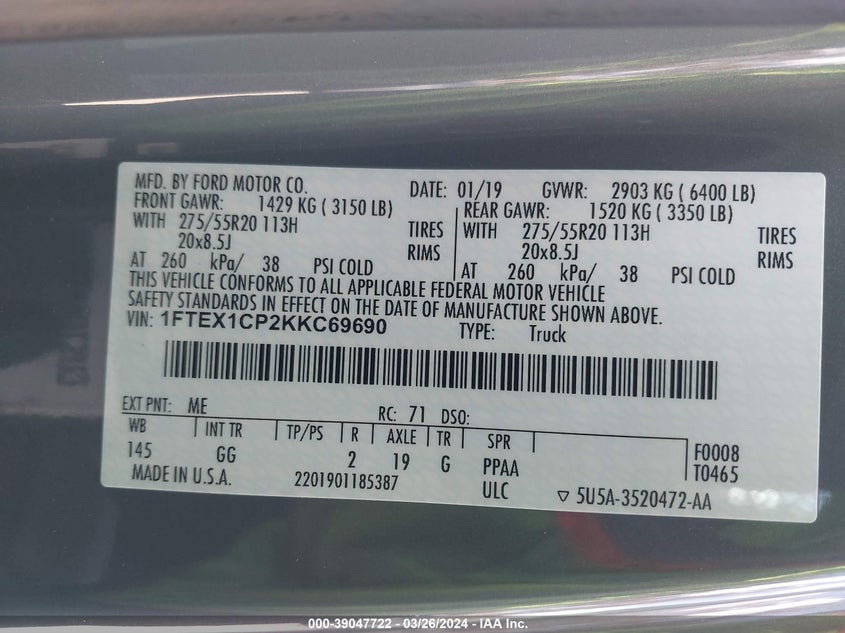 MFD. BY FORD MOTOR CO. DATE: 01/19 GVWR: 2903 KG ( 6400 LB)
FRONT GAWR: 1429 KG ( 3150 LB) REAR GAWR: 1520 KG ( 3350 LB)
WITH 275/55R20 113H TIRES WITH 275/55R20 113H TIRES
20x8.5J RIMS 20x8.5J RIMS
AT 260 kPa/ 38 PSI COLD AT 260 kPa/ 38 PSI COLD
THIS VEHICLE CONFORMS TO ALL APPLICABLE FEDERAL MOTOR VEHICLE
SAFETY STANDARDS IN EFFECT ON THE DATE OF MANUFACTURE SHOWN ABOVE.
VIN: 1FTEX1CP2KKC69690 TYPE: Truck
EXT PNT: ME RC: 71 DSO:
WB INT TR TP/PS R AXLE TR SPR F0008
145 GG 2 19 G PPAA T0465
MADE IN U.S.A. 2201901185387 ULC ▽ 5U5A-3520472-AA
000-39047722 - 03/26/2024 - IAA Inc.